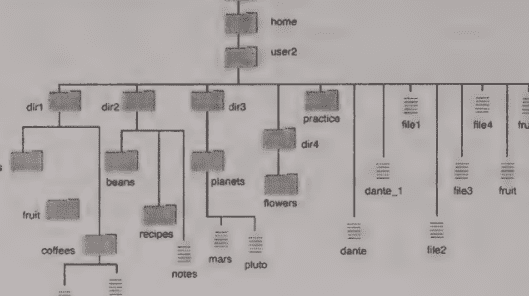 home
user2
dir1
dir2
dir3
practice
file1
file4
dir4
beans
planets
dante_1
file3
fruit
flowers
fruit
recipes
coffees
notes
mars
pluto
dante
file2